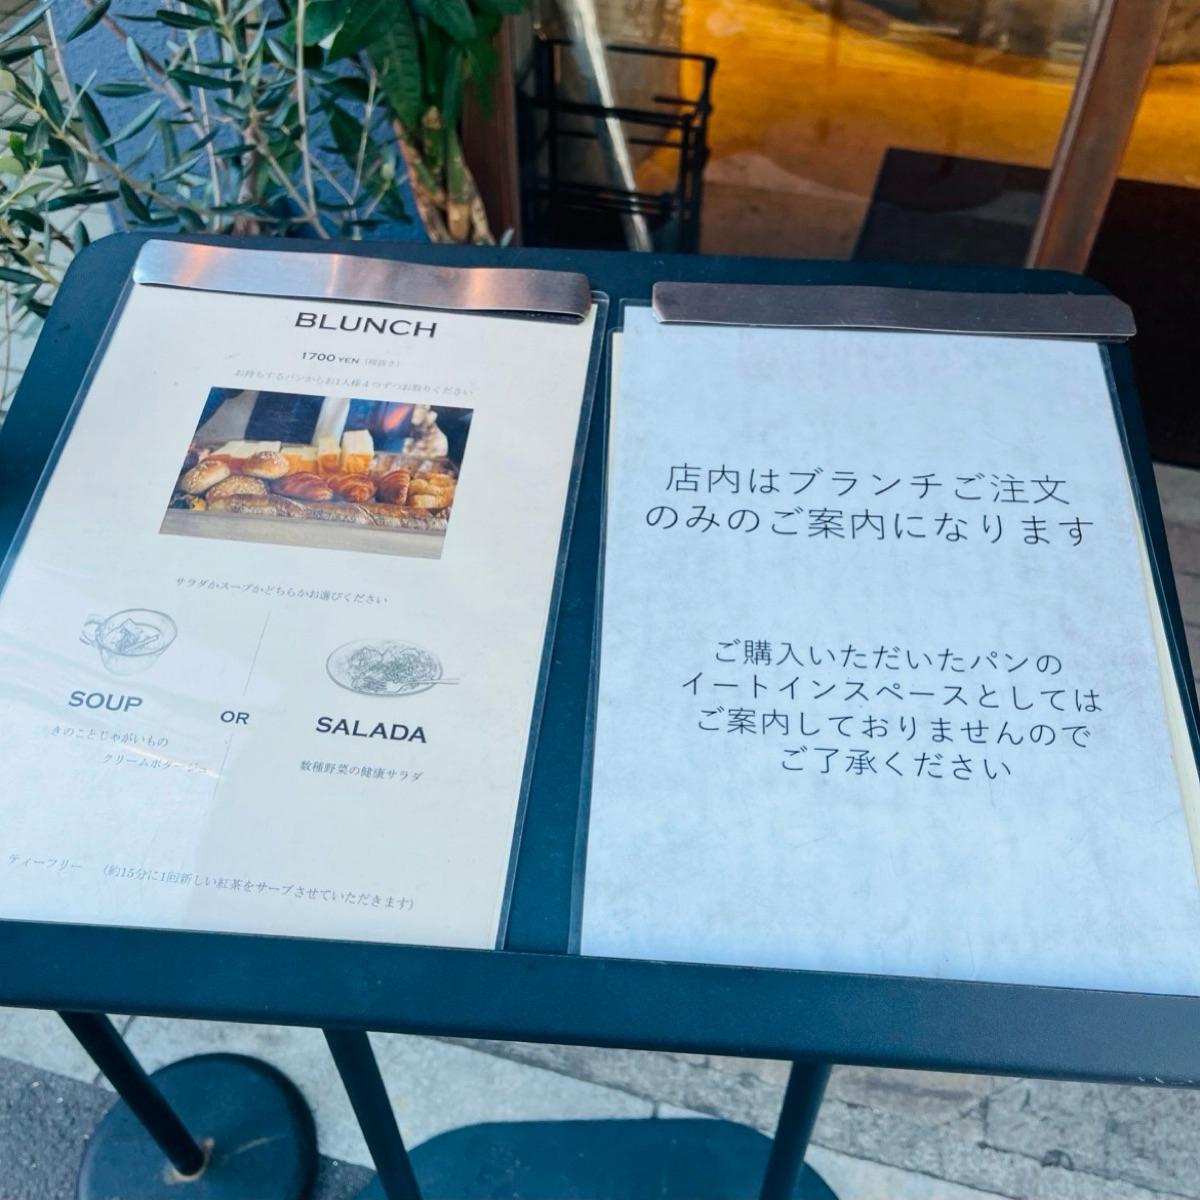 BLUNCH
1700 YEN (税抜き)
お持ちするパンからお1人様4つずつお取りください
サラダかスープかどちらかお選びください
SOUP
きのことじゃがいもの
クリームポタージュ
OR
SALADA
数種野菜の健康サラダ
ティーフリー (約15分に1回新しい紅茶をサーブさせていただきます)
店内はブランチご注文
のみのご案内になります
ご購入いただいたパンの
イートインスペースとしては
ご案内しておりませんので
ご了承ください